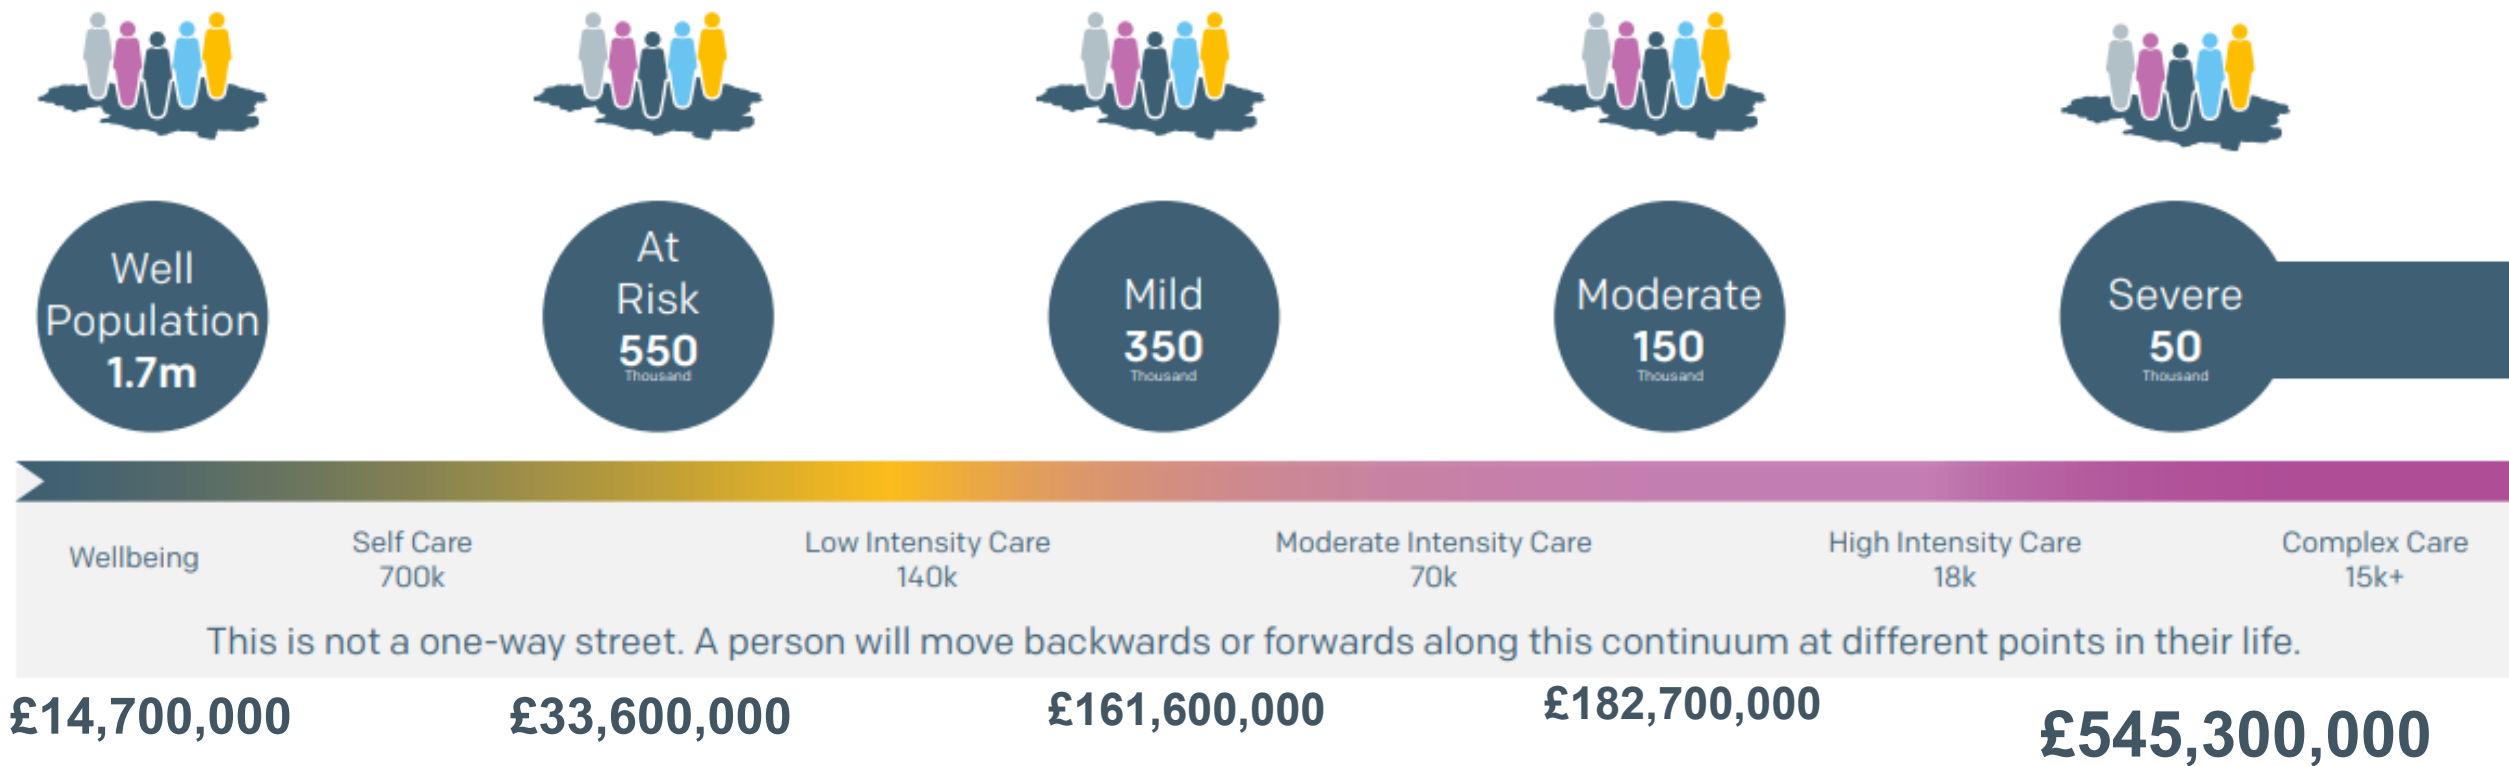 Well
Population
1.7m
At
Risk
550
Thousand
Mild
350
Thousand
Moderate
150
Thousand
Severe
50
Thousand
Wellbeing
Self Care
700k
Low Intensity Care
140k
Moderate Intensity Care
70k
High Intensity Care
18k
Complex Care
15k+
This is not a one-way street. A person will move backwards or forwards along this continuum at different points in their life.
£14,700,000
£33,600,000
£161,600,000
£182,700,000
£545,300,000